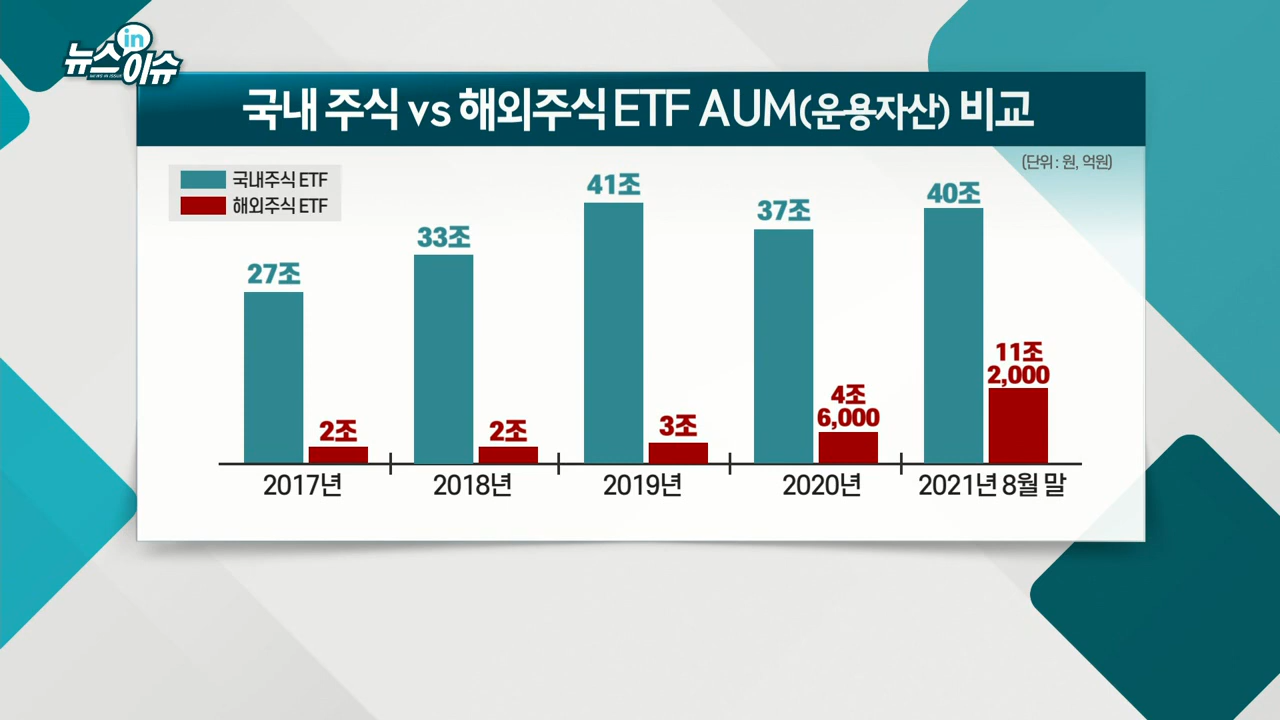 뉴스in이슈
NEWS IN ISSUE
국내 주식 vs 해외주식 ETF AUM(운용자산) 비교
(단위 : 원, 억원)
국내주식 ETF
해외주식 ETF
27조
2조
33조
2조
41조
3조
37조
4조
6,000
40조
11조
2,000
2017년
2018년
2019년
2020년
2021년 8월 말